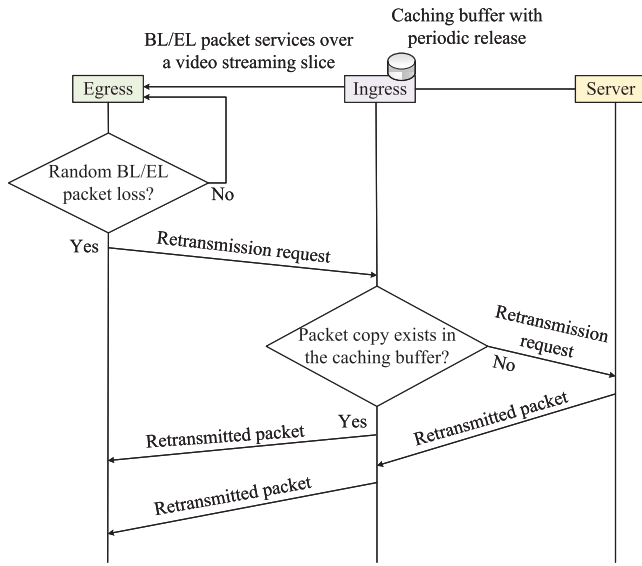 Caching buffer with
periodic release
BL/EL packet services over
a video streaming slice
Egress
Ingress
Server
Random BL/EL
packet loss?
No
Yes
Retransmission request
Packet copy exists in
the caching buffer?
Retransmission
request
No
Yes
Retransmitted packet
Retransmitted packet
Retransmitted packet